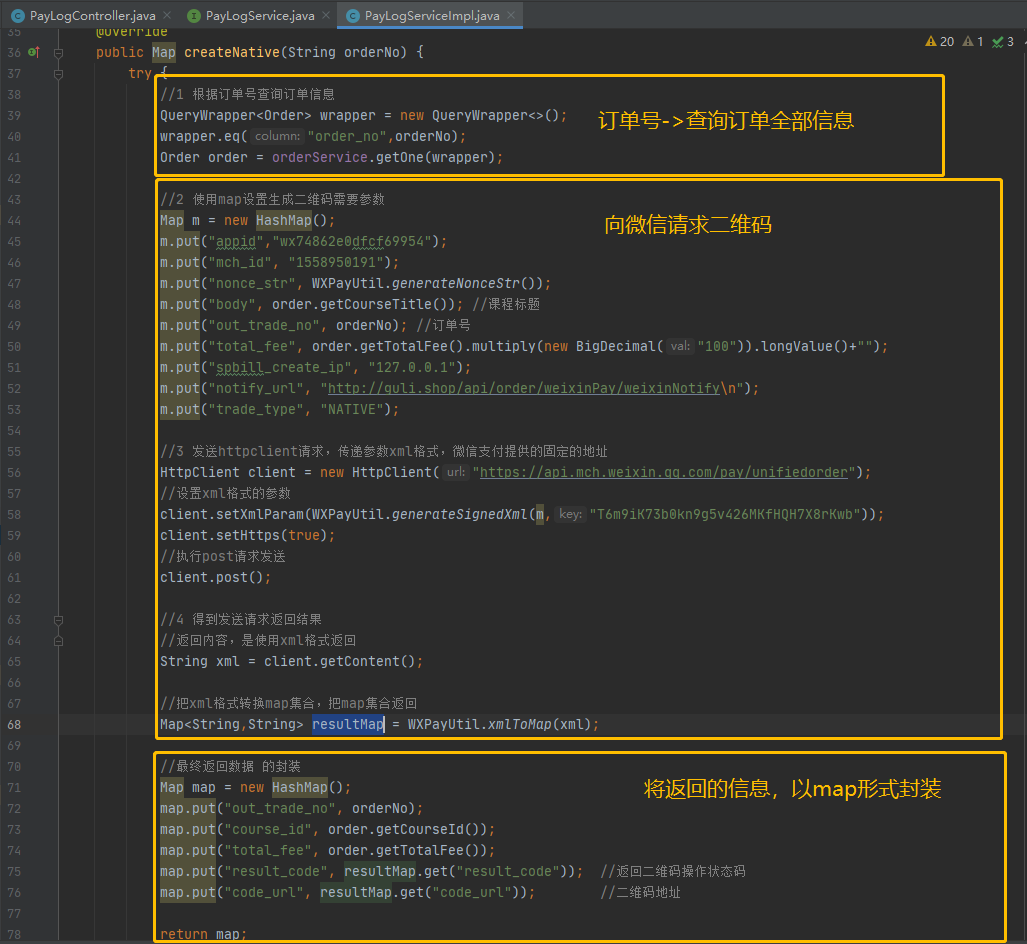 PayLogController.java
PayLogService.java
PayLogServiceImpl.java
20 1 3
35 @Override
36 public Map createNative(String orderNo) {
37 try {
38 //1 根据订单号查询订单信息
39 QueryWrapper<Order> wrapper = new QueryWrapper<>();
订单号->查询订单全部信息
40 wrapper.eq( column: "order_no",orderNo);
41 Order order = orderService.getOne(wrapper);
42
43 //2 使用map设置生成二维码需要参数
44 Map m = new HashMap();
向微信请求二维码
45 m.put("appid","wx74862e0dfcf69954");
46 m.put("mch_id", "1558950191");
47 m.put("nonce_str", WXPayUtil.generateNonceStr());
48 m.put("body", order.getCourseTitle()); //课程标题
49 m.put("out_trade_no", orderNo); //订单号
50 m.put("total_fee", order.getTotalFee().multiply(new BigDecimal( val: "100")).longValue()+"");
51 m.put("spbill_create_ip", "127.0.0.1");
52 m.put("notify_url", "http://guli.shop/api/order/weixinPay/weixinNotify\n");
53 m.put("trade_type", "NATIVE");
54
55 //3 发送httpclient请求，传递参数xml格式，微信支付提供的固定的地址
56 HttpClient client = new HttpClient( url: "https://api.mch.weixin.qq.com/pay/unifiedorder");
57 //设置xml格式的参数
58 client.setXmlParam(WXPayUtil.generateSignedXml(m, key: "T6m9iK73b0kn9g5v426MKfHQH7X8rKwb"));
59 client.setHttps(true);
60 //执行post请求发送
61 client.post();
62
63 //4 得到发送请求返回结果
64 //返回内容，是使用xml格式返回
65 String xml = client.getContent();
66
67 //把xml格式转换map集合，把map集合返回
68 Map<String,String> resultMap = WXPayUtil.xmlToMap(xml);
69
70 //最终返回数据 的封装
71 Map map = new HashMap();
将返回的信息，以map形式封装
72 map.put("out_trade_no", orderNo);
73 map.put("course_id", order.getCourseId());
74 map.put("total_fee", order.getTotalFee());
75 map.put("result_code", resultMap.get("result_code")); //返回二维码操作状态码
76 map.put("code_url", resultMap.get("code_url")); //二维码地址
77
78 return map;